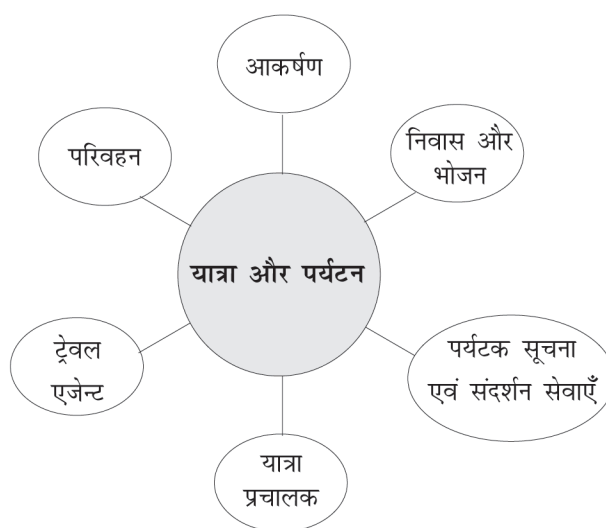 आकर्षण
परिवहन
निवास और
भोजन
यात्रा और पर्यटन
ट्रेवल
एजेन्ट
पर्यटक सूचना
एवं संदर्शन सेवाएँ
यात्रा
प्रचालक